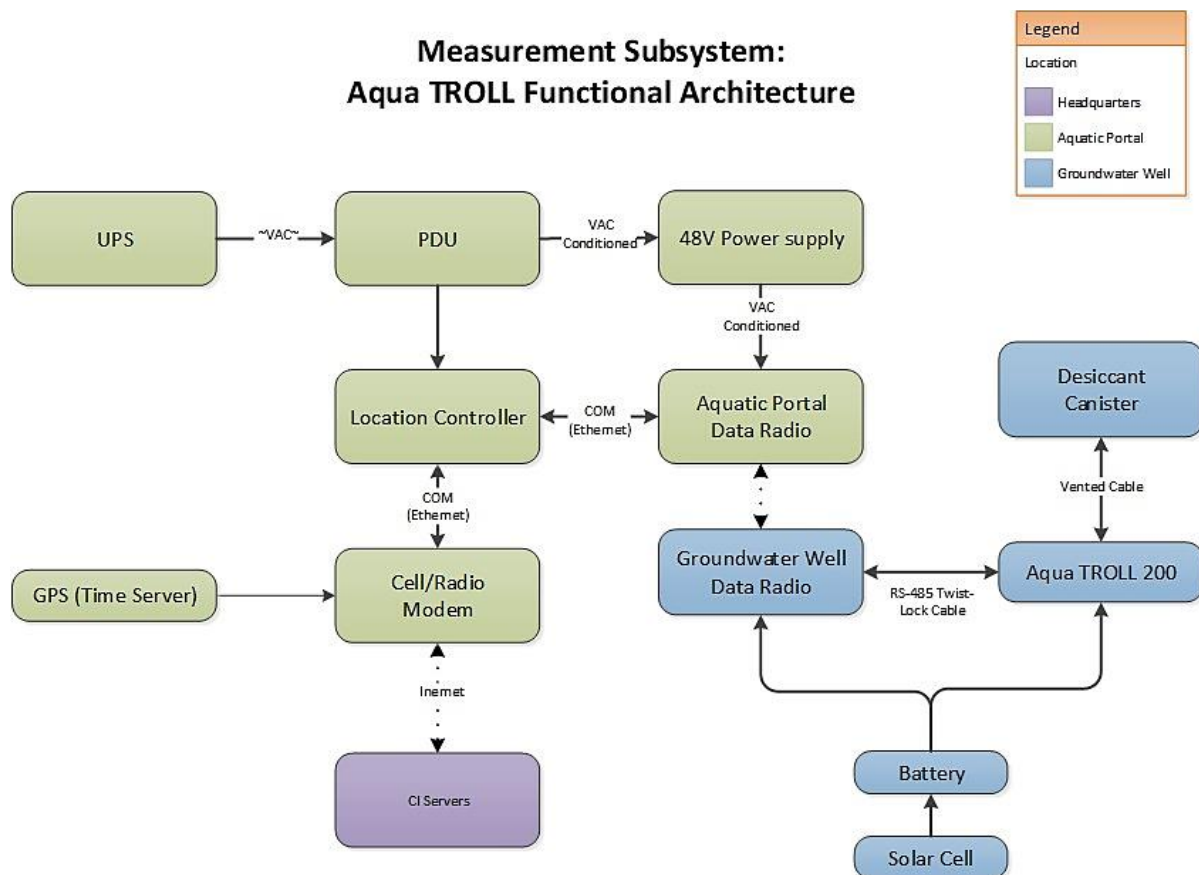 Measurement Subsystem:
Aqua TROLL Functional Architecture
Legend
Location
Headquarters
Aquatic Portal
Groundwater Well
UPS
~VAC~
PDU
VAC
Conditioned
48V Power supply
VAC
Conditioned
Location Controller
COM
(Ethernet)
Aquatic Portal
Data Radio
Desiccant
Canister
Vented Cable
COM
(Ethernet)
GPS (Time Server)
Cell/Radio
Modem
Groundwater Well
Data Radio
RS-485 Twist-
Lock Cable
Aqua TROLL 200
Inernet
CI Servers
Battery
Solar Cell